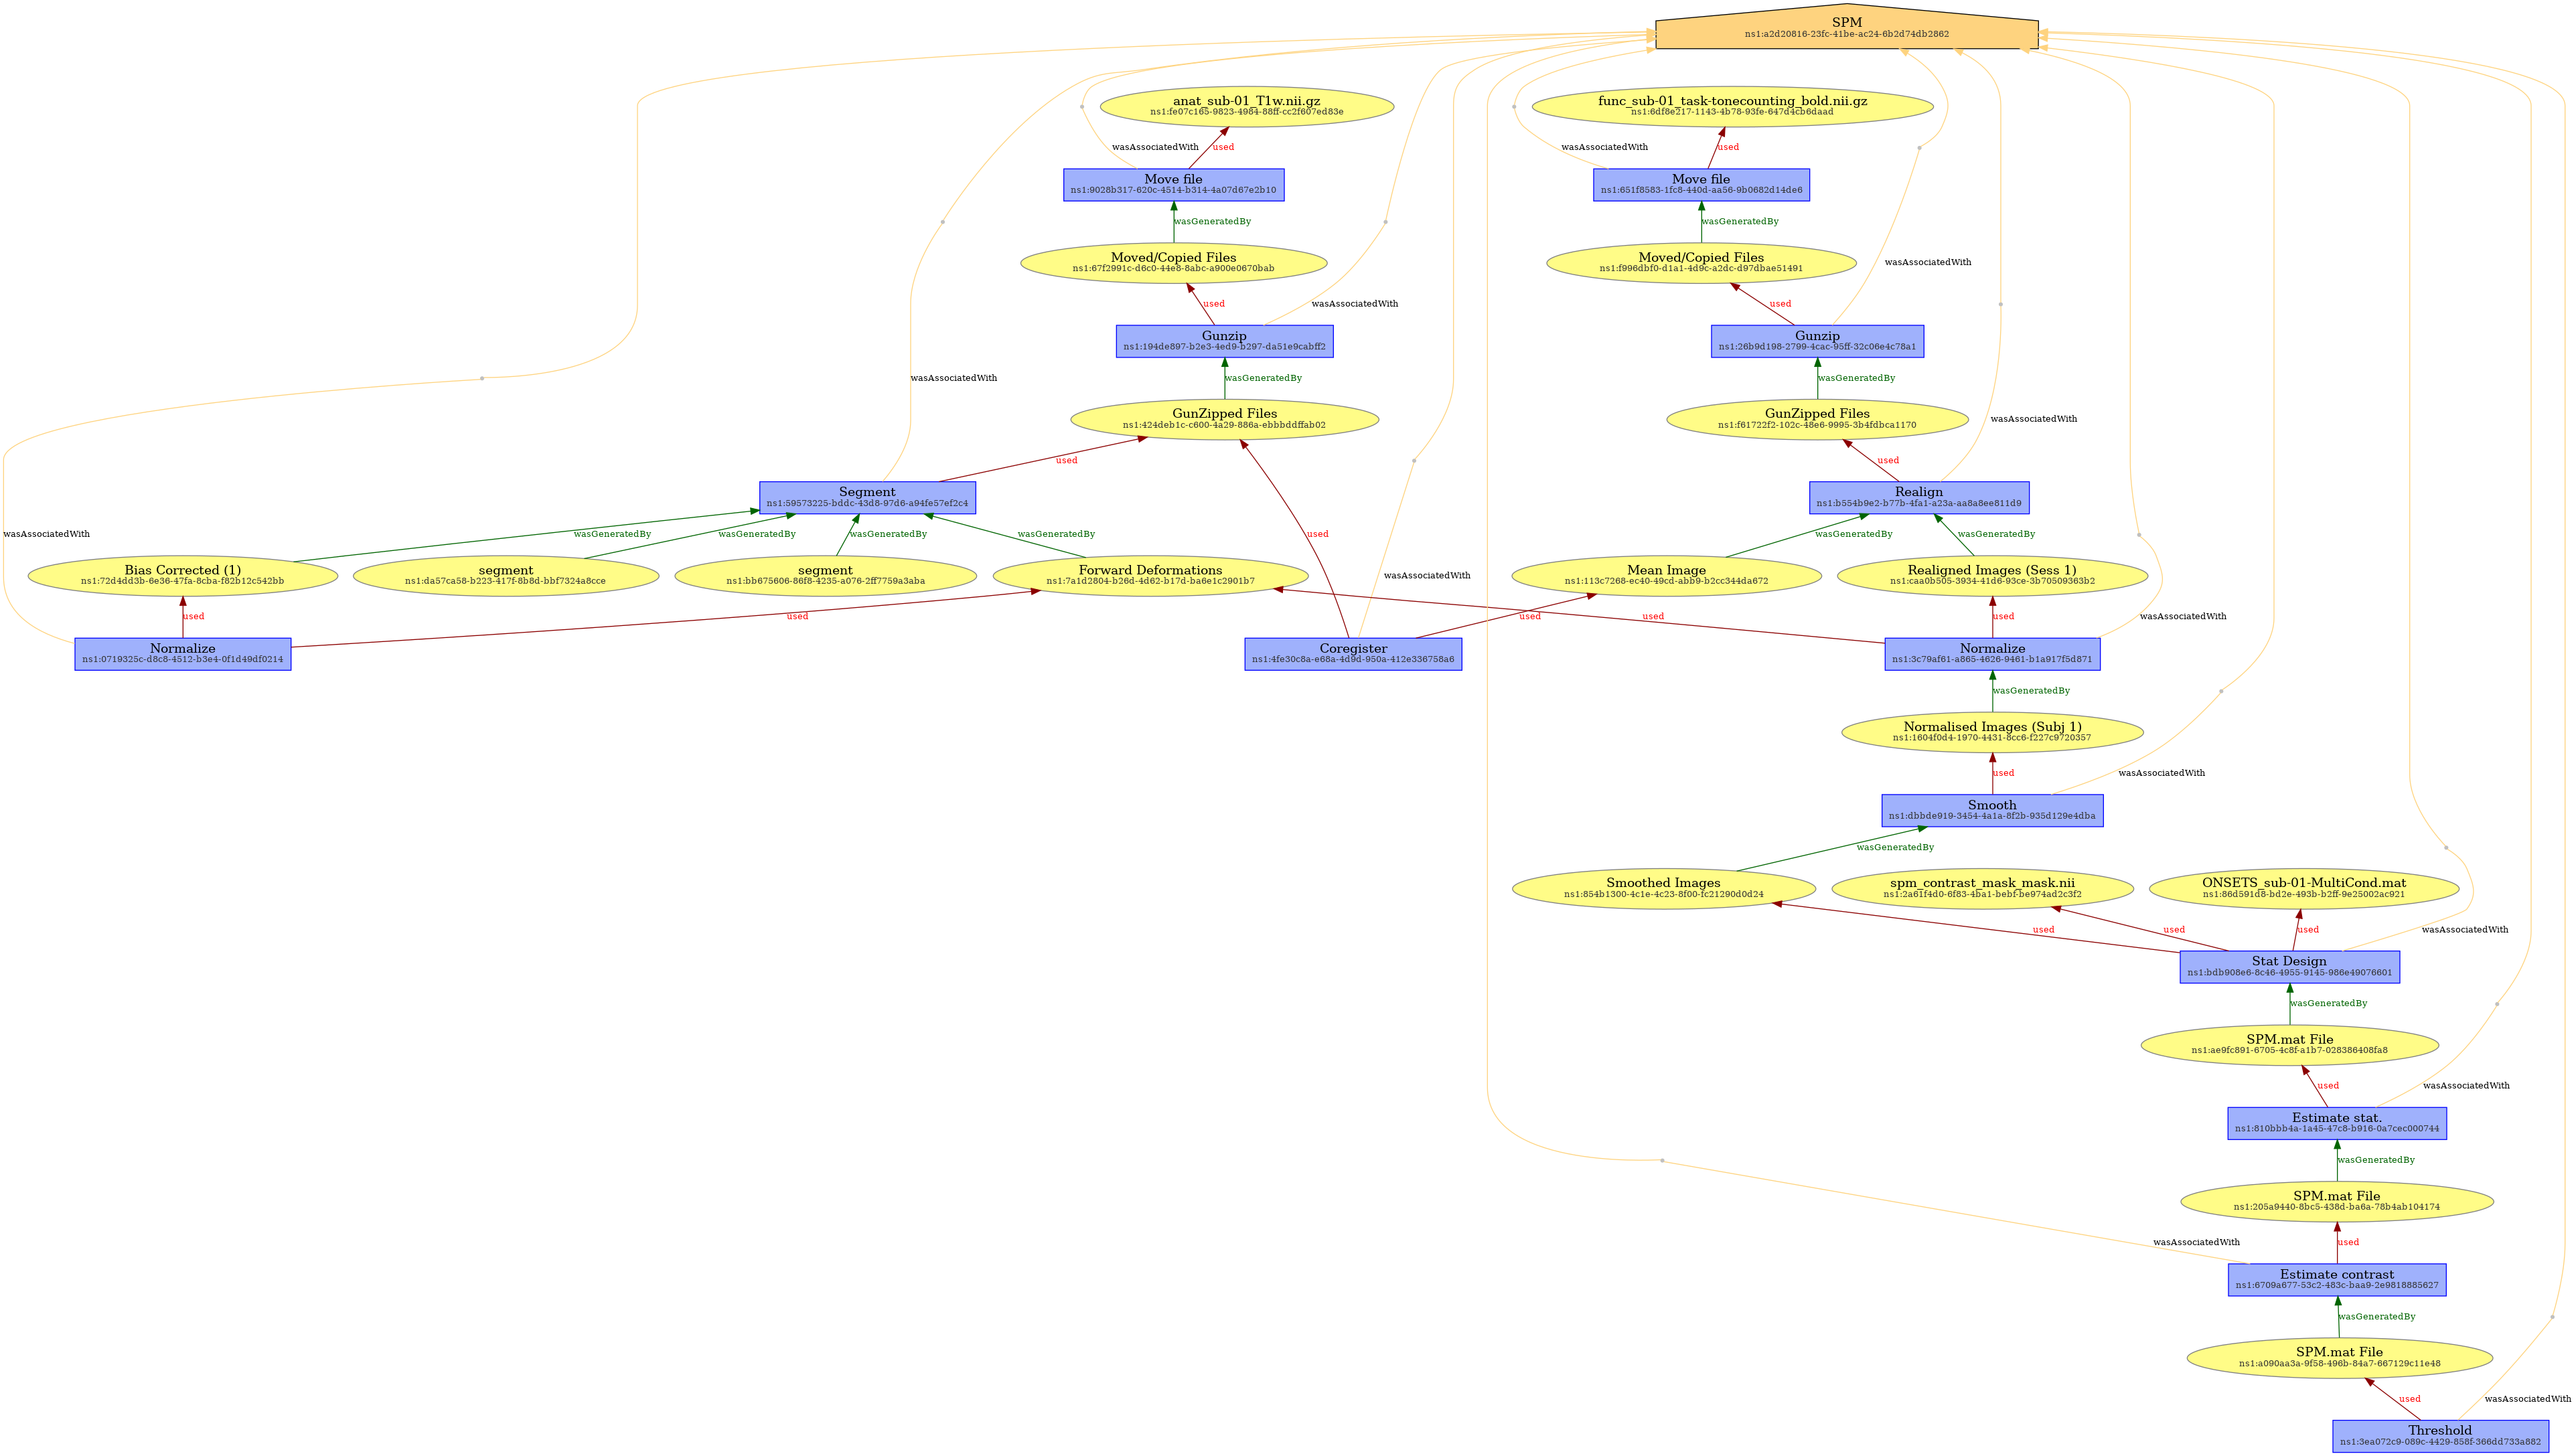 SPM
ns1:a2d20816-23fc-41be-ac24-6b2d74db2862
anat_sub-01_T1w.nii.gz
ns1:fe07c165-9823-4984-88ff-cc2f607ed83e
func_sub-01_task-tonecounting_bold.nii.gz
ns1:6df8e217-1143-4b78-93fe-647d4cb6daad
wasAssociatedWith
used
wasAssociatedWith
used
Move file
ns1:9028b317-620c-4514-b314-4a07d67e2b10
Move file
ns1:651f8583-1fc8-440d-aa56-9b0682d14de6
wasGeneratedBy
wasGeneratedBy
Moved/Copied Files
ns1:67f2991c-d6c0-44e8-8abc-a900e0670bab
Moved/Copied Files
ns1:f996dbf0-d1a1-4d9c-a2dc-d97dbae51491
wasAssociatedWith
used
wasAssociatedWith
used
Gunzip
ns1:194de897-b2e3-4ed9-b297-da51e9cabff2
Gunzip
ns1:26b9d198-2799-4cac-95ff-32c06e4c78a1
wasAssociatedWith
wasGeneratedBy
wasGeneratedBy
GunZipped Files
ns1:424deb1c-c600-4a29-886a-ebbbddffab02
GunZipped Files
ns1:f61722f2-102c-48e6-9995-3b4fdbca1170
wasAssociatedWith
used
used
Segment
ns1:59573225-bddc-43d8-97d6-a94fe57ef2c4
Realign
ns1:b554b9e2-b77b-4fa1-a23a-aa8a8ee811d9
wasAssociatedWith
wasGeneratedBy
wasGeneratedBy
wasGeneratedBy
wasGeneratedBy
used
wasGeneratedBy
wasGeneratedBy
Bias Corrected (1)
ns1:72d4dd3b-6e36-47fa-8cba-f82b12c542bb
segment
ns1:da57ca58-b223-417f-8b8d-bbf7324a8cce
segment
ns1:bb675606-86f8-4235-a076-2ff7759a3aba
Forward Deformations
ns1:7a1d2804-b26d-4d62-b17d-ba6e1c2901b7
wasAssociatedWith
Mean Image
ns1:113c7268-ec40-49cd-abb9-b2cc344da672
Realigned Images (Sess 1)
ns1:caa0b505-3934-41d6-93ce-3b70509363b2
used
used
used
used
used
wasAssociatedWith
Normalize
ns1:0719325c-d8c8-4512-b3e4-0f1d49df0214
Coregister
ns1:4fe30c8a-e68a-4d9d-950a-412e336758a6
Normalize
ns1:3c79af61-a865-4626-9461-b1a917f5d871
wasGeneratedBy
Normalised Images (Subj 1)
ns1:1604f0d4-1970-4431-8cc6-f227c9720357
used
wasAssociatedWith
Smooth
ns1:dbbde919-3454-4a1a-8f2b-935d129e4dba
wasGeneratedBy
Smoothed Images
ns1:854b1300-4c1e-4c23-8f00-fc21290d0d24
spm_contrast_mask_mask.nii
ns1:2a61f4d0-6f83-4ba1-bebf-be974ad2c3f2
ONSETS_sub-01-MultiCond.mat
ns1:86d591d8-bd2e-493b-b2ff-9e25002ac921
used
used
used
wasAssociatedWith
Stat Design
ns1:bdb908e6-8c46-4955-9145-986e49076601
wasGeneratedBy
SPM.mat File
ns1:ae9fc891-6705-4c8f-a1b7-028386408fa8
used
wasAssociatedWith
Estimate stat.
ns1:810bbb4a-1a45-47c8-b916-0a7cec000744
wasGeneratedBy
SPM.mat File
ns1:205a9440-8bc5-438d-ba6a-78b4ab104174
wasAssociatedWith
used
Estimate contrast
ns1:6709a677-53c2-483c-baa9-2e9818885627
wasGeneratedBy
SPM.mat File
ns1:a090aa3a-9f58-496b-84a7-667129c11e48
used
wasAssociatedWith
Threshold
ns1:3ea072c9-089c-4429-858f-366dd733a882